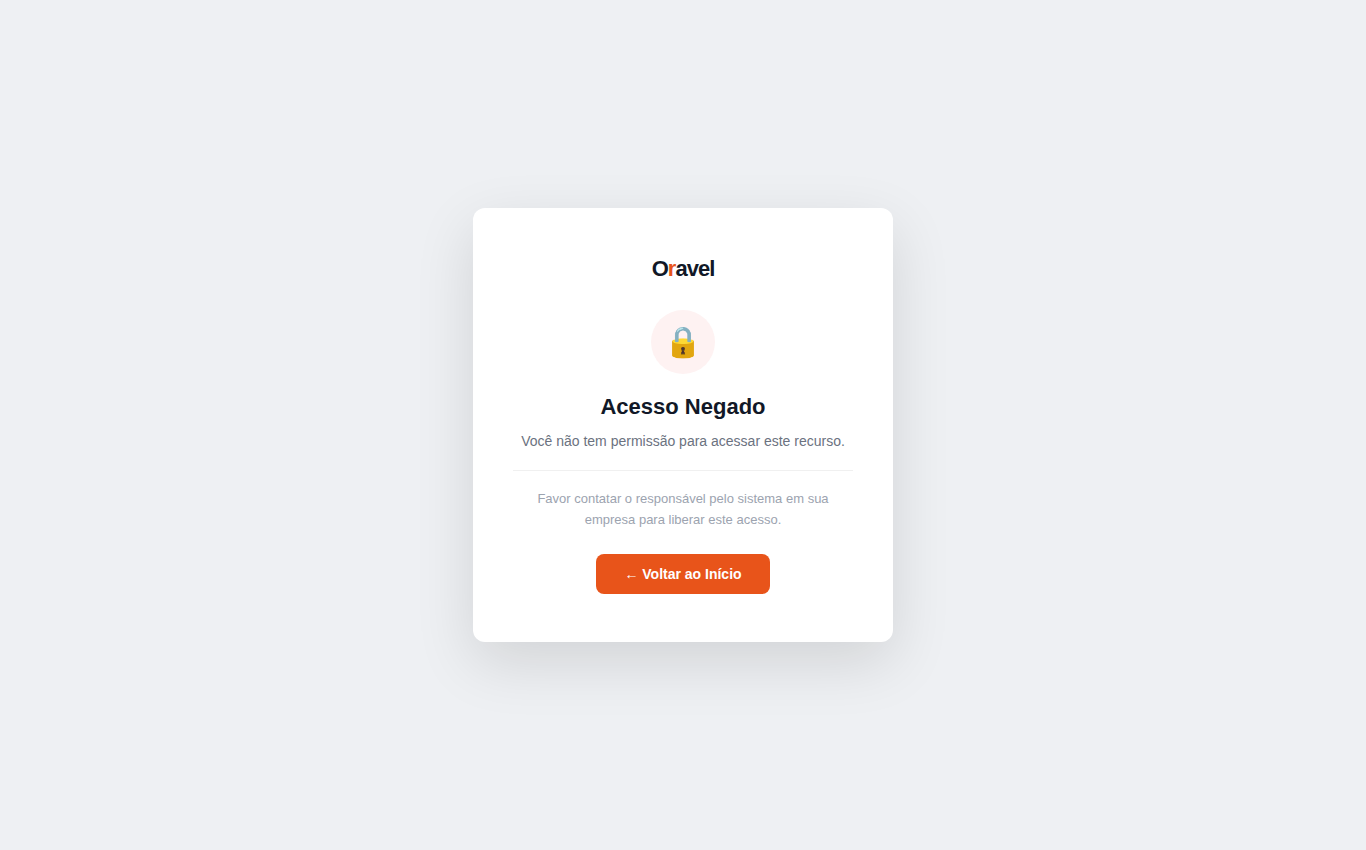 Oravel
Acesso Negado
Você não tem permissão para acessar este recurso.
Favor contatar o responsável pelo sistema em sua
empresa para liberar este acesso.
← Voltar ao Início